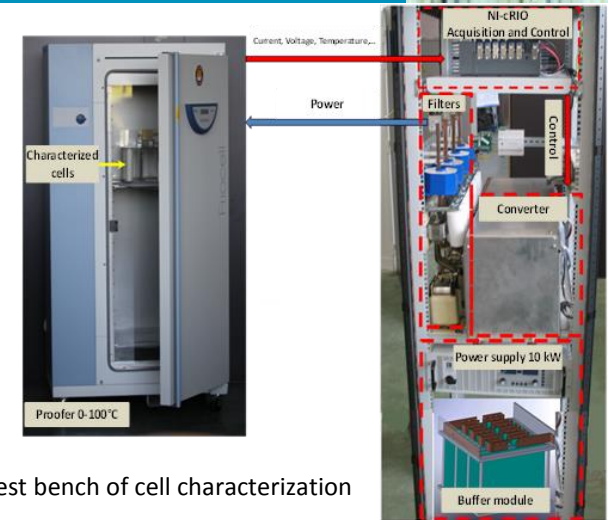 NI-cRIO
Acquisition and Control
Current, Voltage, Temperature,...
Power
Filters
Control
Characterized
cells
Converter
Power supply 10 kW
Proofer 0-100°C
Buffer module
est bench of cell characterization